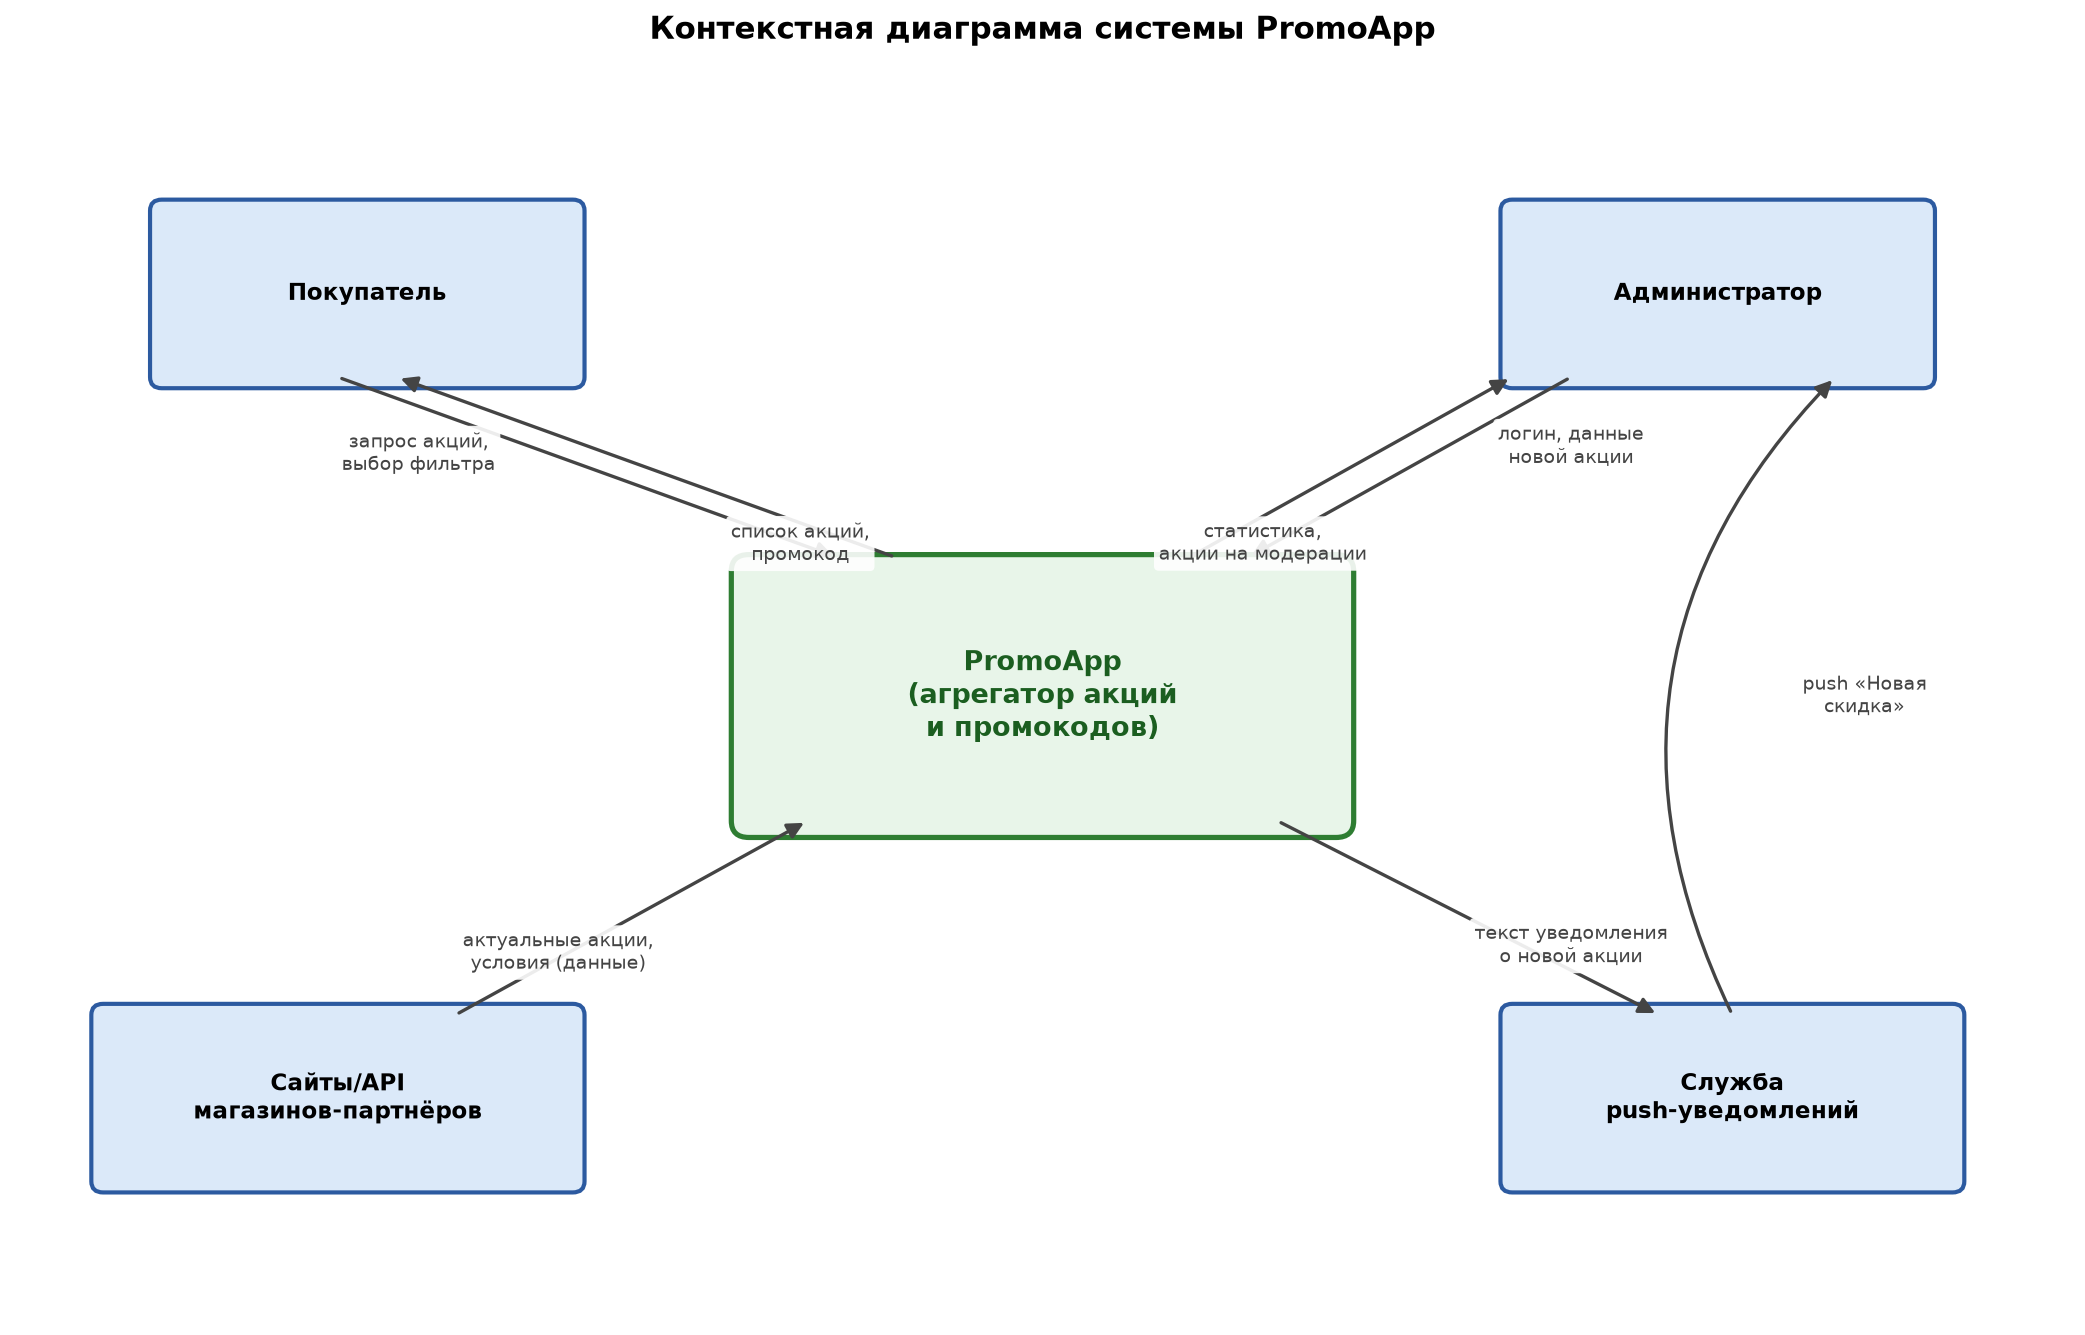 Контекстная диаграмма системы PromoApp
Покупатель
Администратор
запрос акций,
выбор фильтра
логин, данные
новой акции
список акций,
промокод
статистика,
акции на модерации
PromoApp
(агрегатор акций
и промокодов)
push «Новая
скидка»
актуальные акции,
условия (данные)
текст уведомления
о новой акции
Сайты/API
магазинов-партнёров
Служба
push-уведомлений